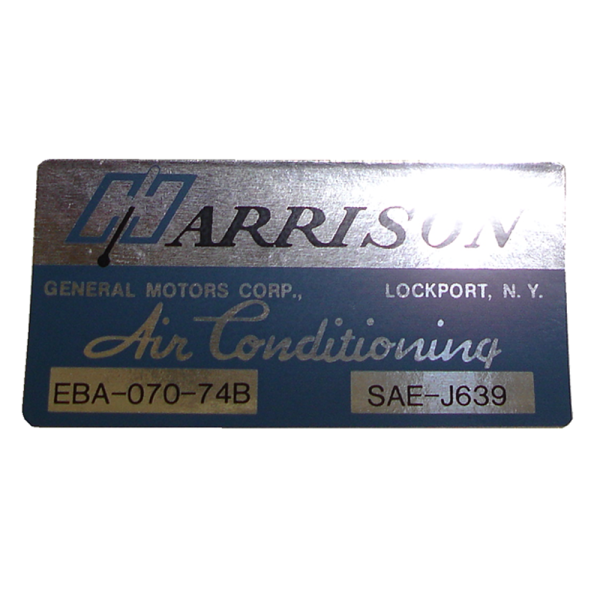 HARRISON
GENERAL MOTORS CORP., LOCKPORT, N. Y.
Air Conditioning
EBA-070-74B SAE-J639